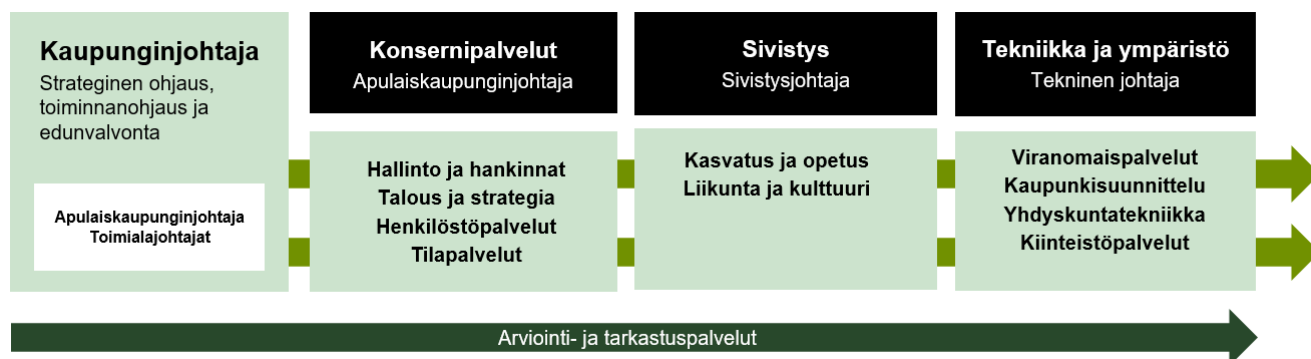 Kaupunginjohtaja
Strateginen ohjaus,
toiminnanohjaus ja
edunvalvonta
Apulaiskaupunginjohtaja
Toimialajohtajat
Konsernipalvelut
Apulaiskaupunginjohtaja
Hallinto ja hankinnat
Talous ja strategia
Henkilöstöpalvelut
Tilapalvelut
Sivistys
Sivistysjohtaja
Kasvatus ja opetus
Liikunta ja kulttuuri
Tekniikka ja ympäristö
Tekninen johtaja
Viranomaispalvelut
Kaupunkisuunnittelu
Yhdyskuntatekniikka
Kiinteistöpalvelut
Arviointi- ja tarkastuspalvelut